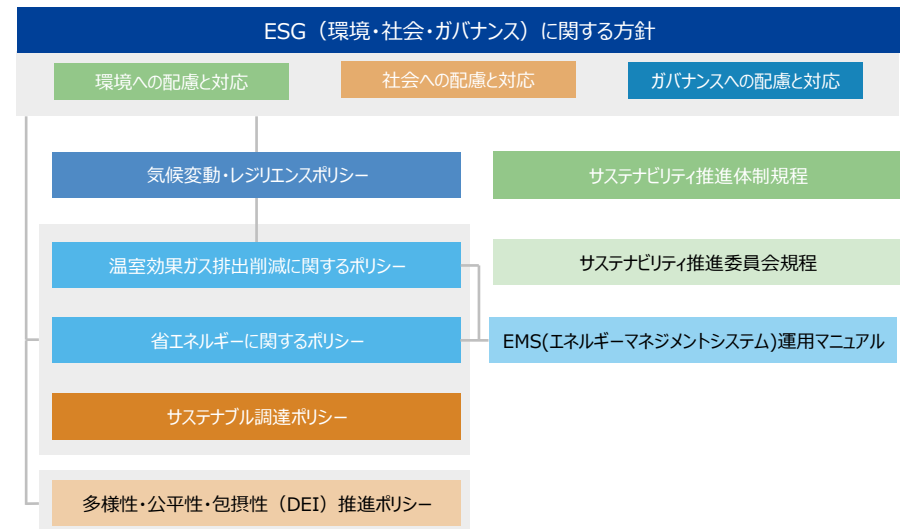 ESG（環境・社会・ガバナンス）に関する方針
環境への配慮と対応
社会への配慮と対応
ガバナンスへの配慮と対応
気候変動・レジリエンスポリシー
サステナビリティ推進体制規程
温室効果ガス排出削減に関するポリシー
サステナビリティ推進委員会規程
省エネルギーに関するポリシー
EMS(エネルギーマネジメントシステム)運用マニュアル
サステナブル調達ポリシー
多様性・公平性・包摂性（DEI）推進ポリシー